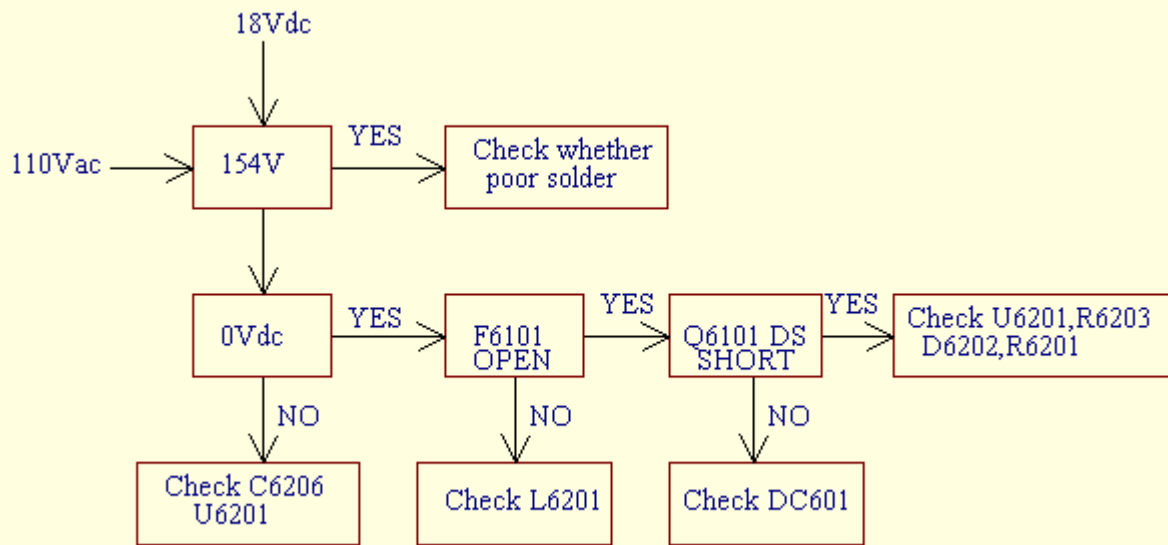 18Vdc
110Vac
154V
YES
Check whether
poor solder
0Vdc
YES
F6101
OPEN
YES
Q6101 DS
SHORT
YES
Check U6201,R6203
D6202,R6201
NO
NO
NO
Check C6206
U6201
Check L6201
Check DC601